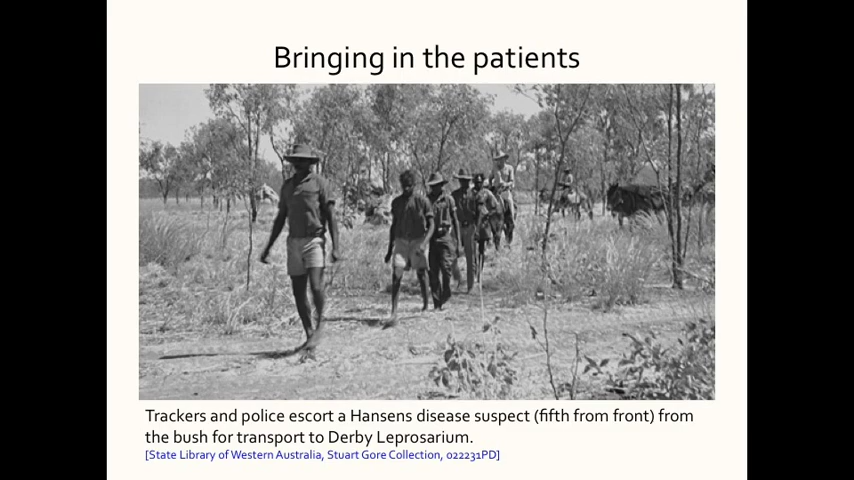 Bringing in the patients
Trackers and police escort a Hansens disease suspect (fifth from front) from
the bush for transport to Derby Leprosarium.
[State Library of Western Australia, Stuart Gore Collection, 022231PD]